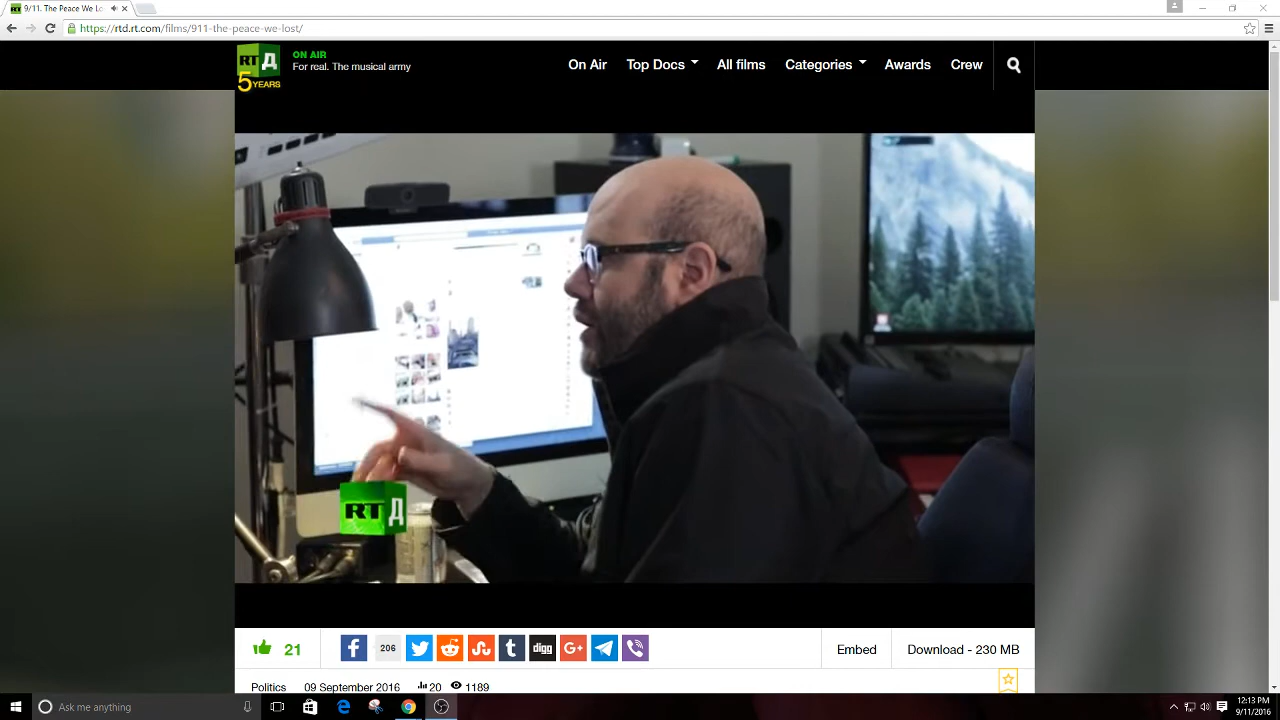 9/11. The Peace We Lo
https://rtd.rt.com/films/911-the-peace-we-lost/
RT Д
5 YEARS
ON AIR
For real. The musical army
On Air
Top Docs
All films
Categories
Awards
Crew
RT Д
21
f
206
t
digg
G+
Embed
Download - 230 MB
Politics
09 September 2016
20
1189
Ask me anything
12:13 PM
9/11/2016